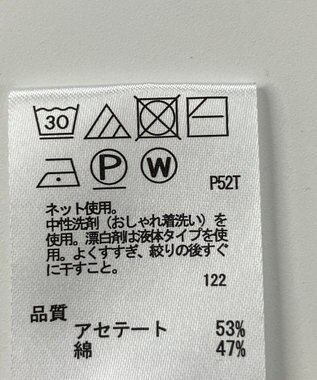 30
P W
P52T
ネット使用。
中性洗剤(おしゃれ着洗い)を
使用。漂白剤は液体タイプを使
用。よくすすぎ、絞りの後すぐ
に干すこと。
122
品質
アセテート 53%
綿 47%